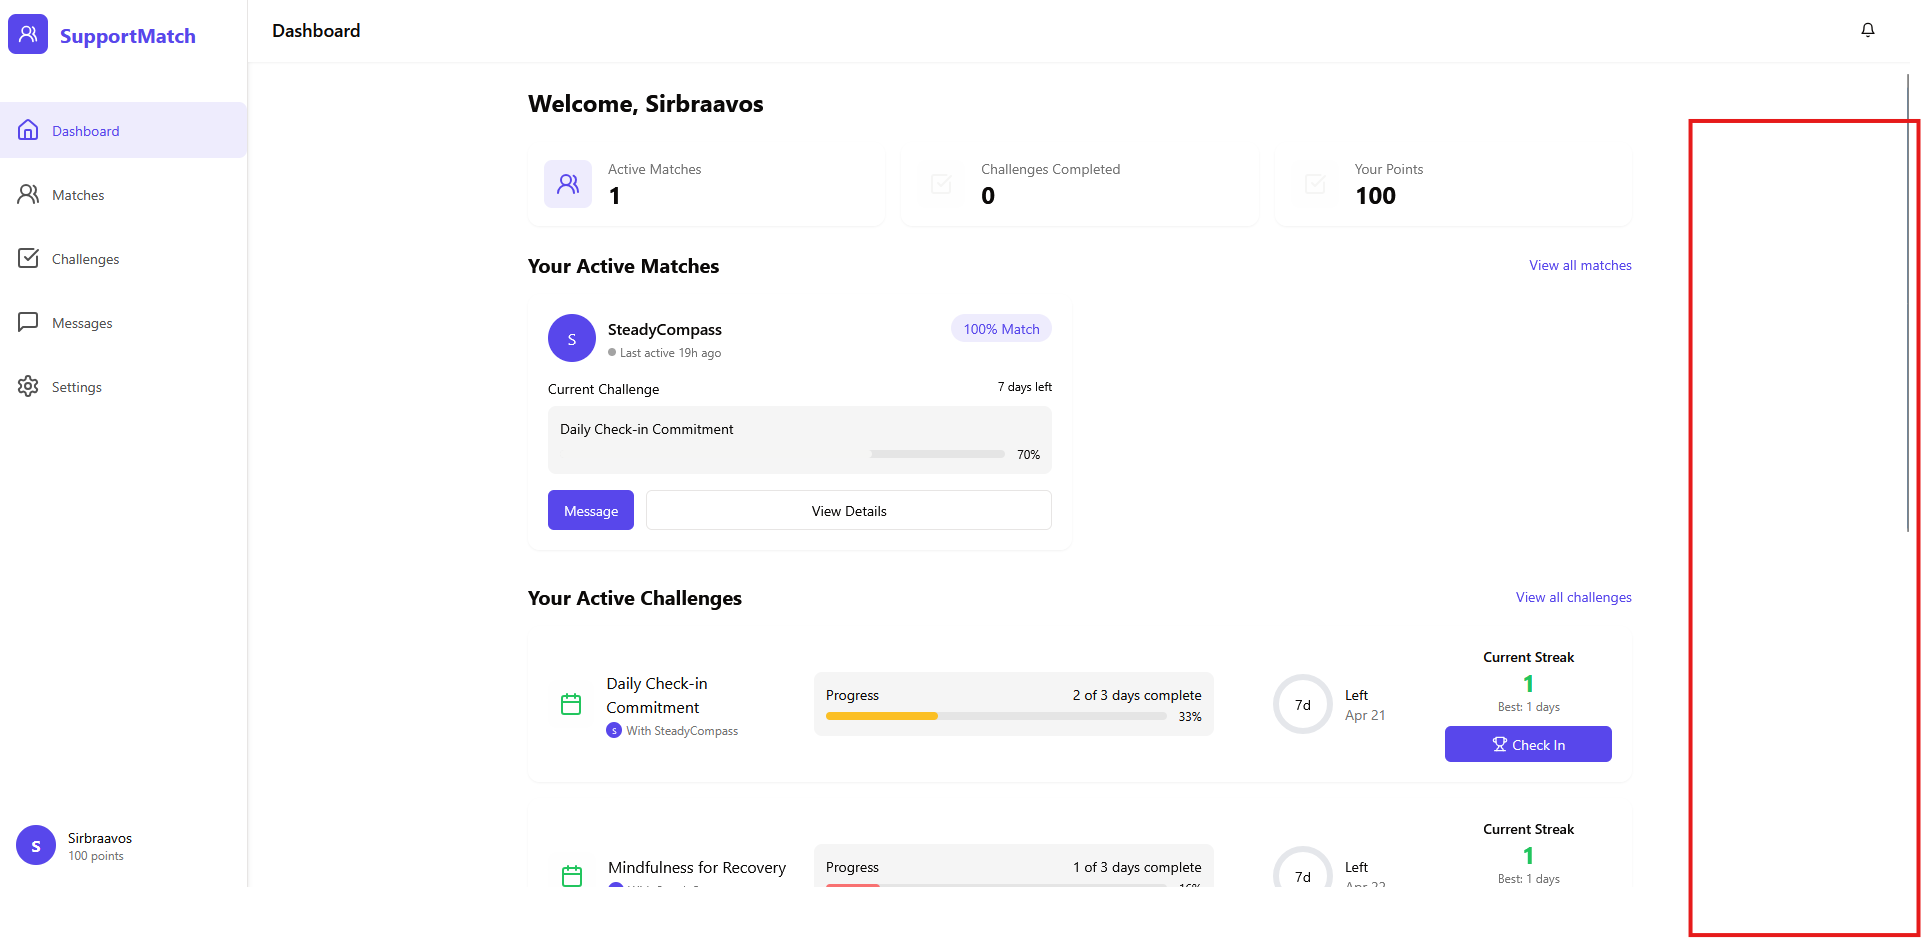 SupportMatch
Dashboard
Dashboard
Matches
Challenges
Messages
Settings
S
Sirbraavos
100 points
Welcome, Sirbraavos
Active Matches
1
Challenges Completed
0
Your Points
100
Your Active Matches
View all matches
S
SteadyCompass
Last active 19h ago
100% Match
Current Challenge
7 days left
Daily Check-in Commitment
70%
Message
View Details
Your Active Challenges
View all challenges
Daily Check-in
Commitment
S With SteadyCompass
Progress
2 of 3 days complete
33%
7d
Left
Apr 21
Current Streak
1
Best: 1 days
Check In
Mindfulness for Recovery
Progress
1 of 3 days complete
16%
7d
Left
Apr 22
Current Streak
1
Best: 1 days